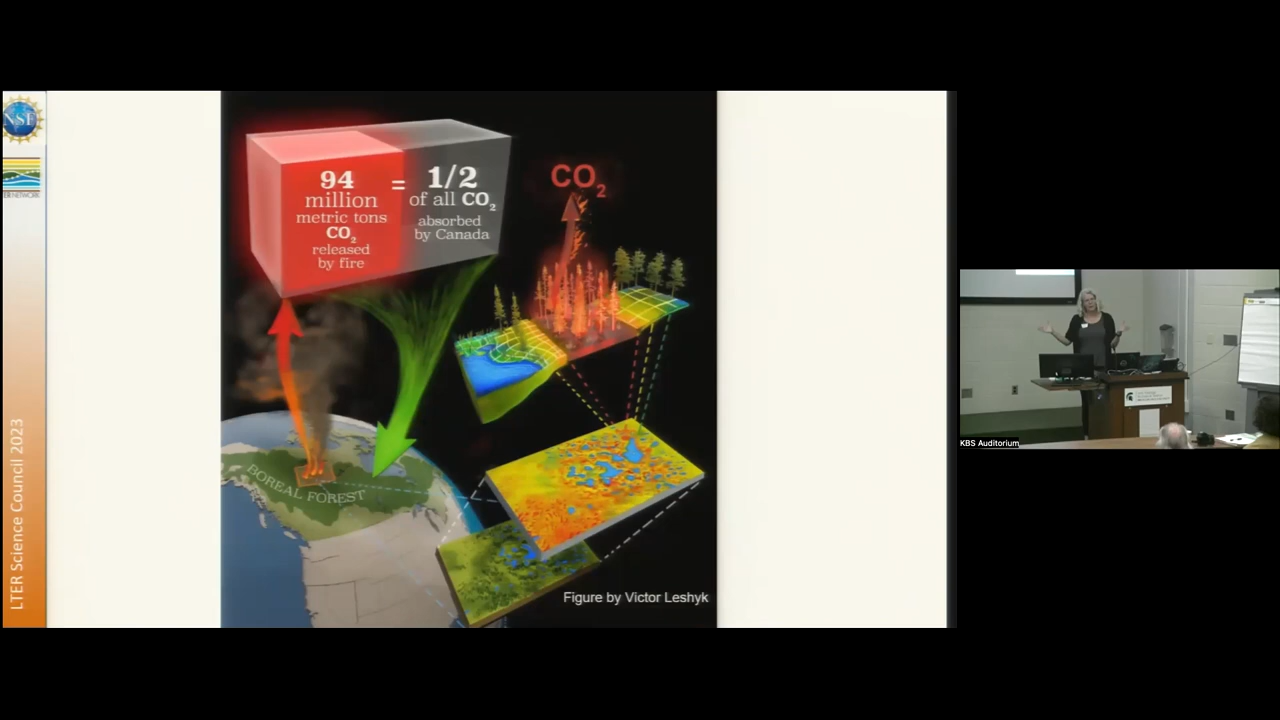 NSF
LTER Science Council 2023
94
million
metric tons
CO₂
released
by fire
=
1/2
of all CO₂
absorbed
by Canada
CO₂
BOREAL FOREST
Figure by Victor Leshyk
KBS Auditorium